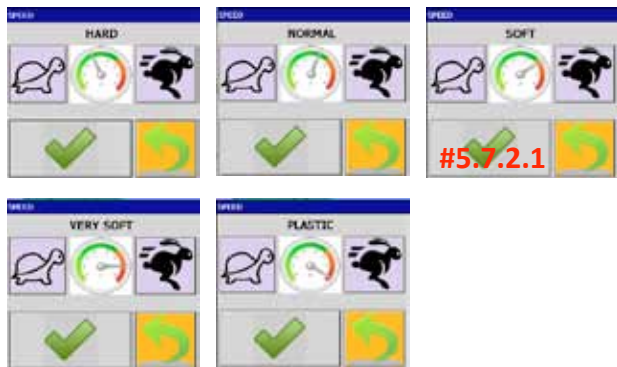 SPEED
HARD
SPEED
NORMAL
SPEED
SOFT
#5.7.2.1
SPEED
VERY SOFT
SPEED
PLASTIC